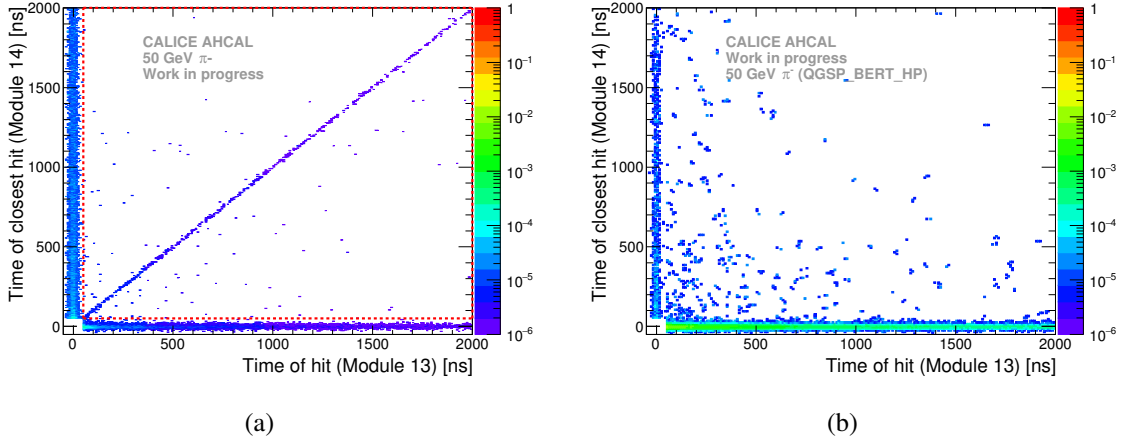 Time of closest hit (Module 14) [ns]
2000
1500
1000
500
0
CALICE AHCAL
50 GeV π-
Work in progress
1
10⁻¹
10⁻²
10⁻³
10⁻⁴
10⁻⁵
10⁻⁶
0 500 1000 1500 2000
Time of hit (Module 13) [ns]
(a)
Time of closest hit (Module 14) [ns]
2000
1500
1000
500
0
CALICE AHCAL
Work in progress
50 GeV π⁻ (QGSP_BERT_HP)
1
10⁻¹
10⁻²
10⁻³
10⁻⁴
10⁻⁵
10⁻⁶
0 500 1000 1500 2000
Time of hit (Module 13) [ns]
(b)